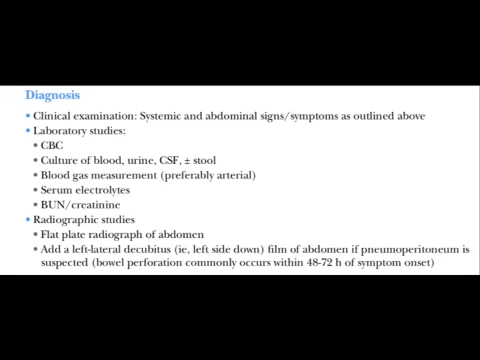 Diagnosis
• Clinical examination: Systemic and abdominal signs/symptoms as outlined above
• Laboratory studies:
• CBC
• Culture of blood, urine, CSF, ± stool
• Blood gas measurement (preferably arterial)
• Serum electrolytes
• BUN/creatinine
• Radiographic studies
• Flat plate radiograph of abdomen
• Add a left-lateral decubitus (ie, left side down) film of abdomen if pneumoperitoneum is
suspected (bowel perforation commonly occurs within 48-72 h of symptom onset)